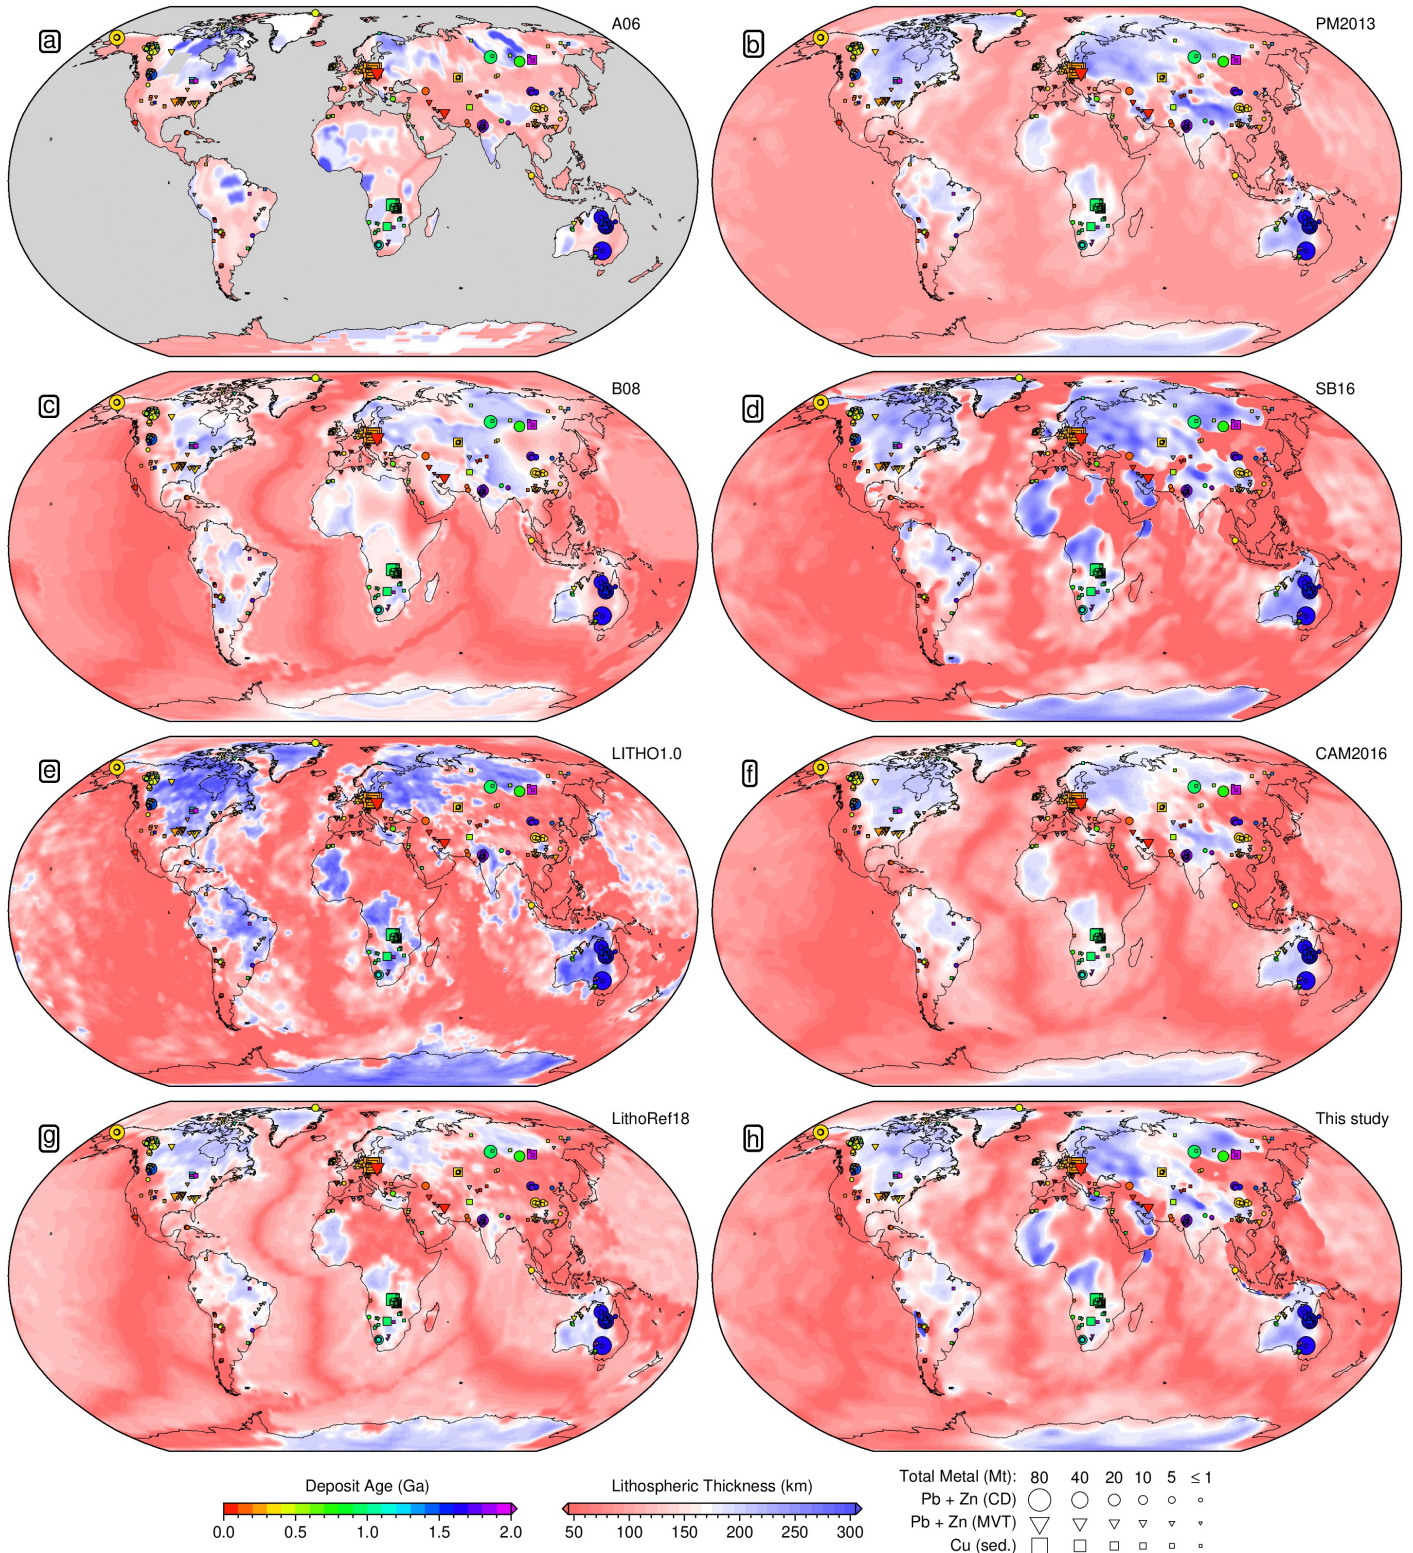 a
A06
b
PM2013
c
B08
d
SB16
e
LITHO1.0
f
CAM2016
g
LithoRef18
h
This study
Deposit Age (Ga)
0.0 0.5 1.0 1.5 2.0
Lithospheric Thickness (km)
50 100 150 200 250 300
Total Metal (Mt): 80 40 20 10 5 ≤ 1
Pb + Zn (CD)
Pb + Zn (MVT)
Cu (sed.)